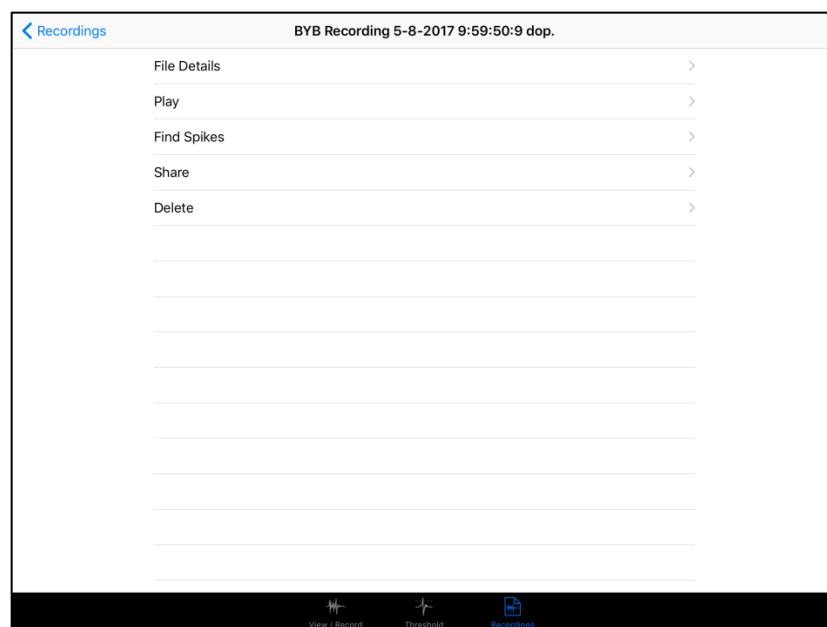 Recordings
BYB Recording 5-8-2017 9:59:50:9 dop.
File Details
Play
Find Spikes
Share
Delete
View / Record
Threshold
Recordings